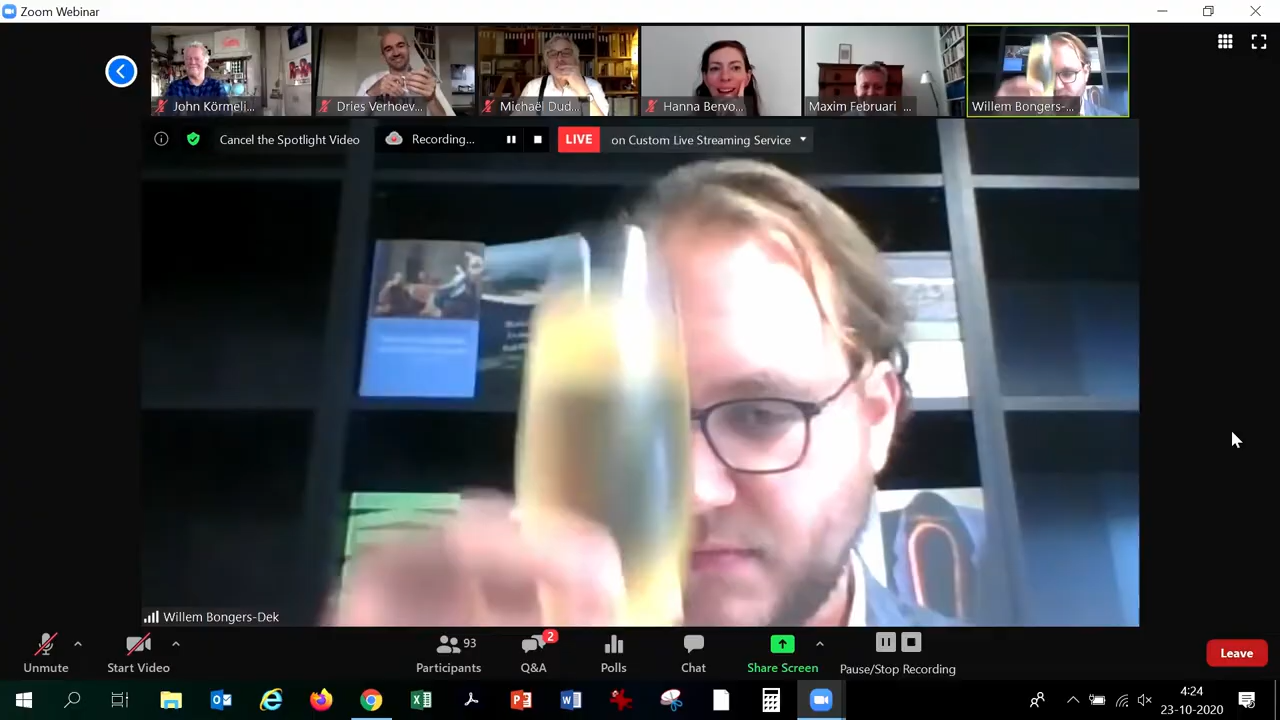 Zoom Webinar
John Körmeli...
Dries Verhoev...
Michaël Dud...
Hanna Bervo...
Maxim Februari ...
Willem Bongers-...
Cancel the Spotlight Video
Recording...
LIVE
on Custom Live Streaming Service
Willem Bongers-Dek
Unmute
Start Video
93
Participants
2
Q&A
Polls
Chat
Share Screen
Pause/Stop Recording
Leave
4:24
23-10-2020